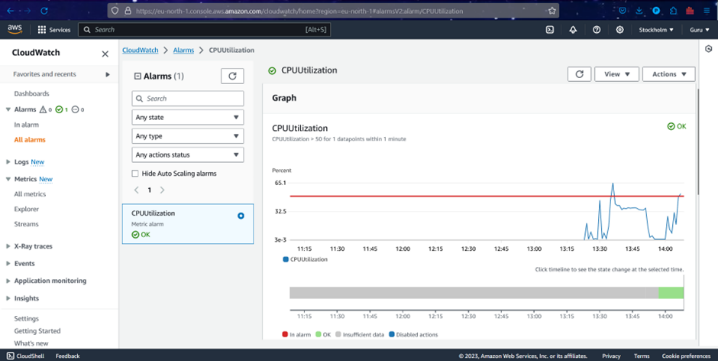 https://eu-north-1.console.aws.amazon.com/cloudwatch/home?region=eu-north-1#alarmsV2:alarm/CPUUtilization
aws
Services
Search
[Alt+S]
Stockholm
Guru
CloudWatch
Favorites and recents
Dashboards
Alarms 0 1 0
In alarm
All alarms
Logs New
Metrics New
All metrics
Explorer
Streams
X-Ray traces
Events
Application monitoring
Insights
Settings
Getting Started
What's new
CloudWatch > Alarms > CPUUtilization
Alarms (1)
Search
Any state
Any type
Any actions status
Hide Auto Scaling alarms
1
CPUUtilization
Metric alarm
OK
CPUUtilization
View
Actions
Graph
CPUUtilization
OK
CPUUtilization > 50 for 1 datapoints within 1 minute
Percent
65.1
32.5
3e-3
11:15 11:30 11:45 12:00 12:15 12:30 12:45 13:00 13:15 13:30 13:45 14:00
CPUUtilization
Click timeline to see the state change at the selected time.
11:15 11:30 11:45 12:00 12:15 12:30 12:45 13:00 13:15 13:30 13:45 14:00
In alarm OK Insufficient data Disabled actions
CloudShell Feedback
© 2023, Amazon Web Services, Inc. or its affiliates. Privacy Terms Cookie preferences